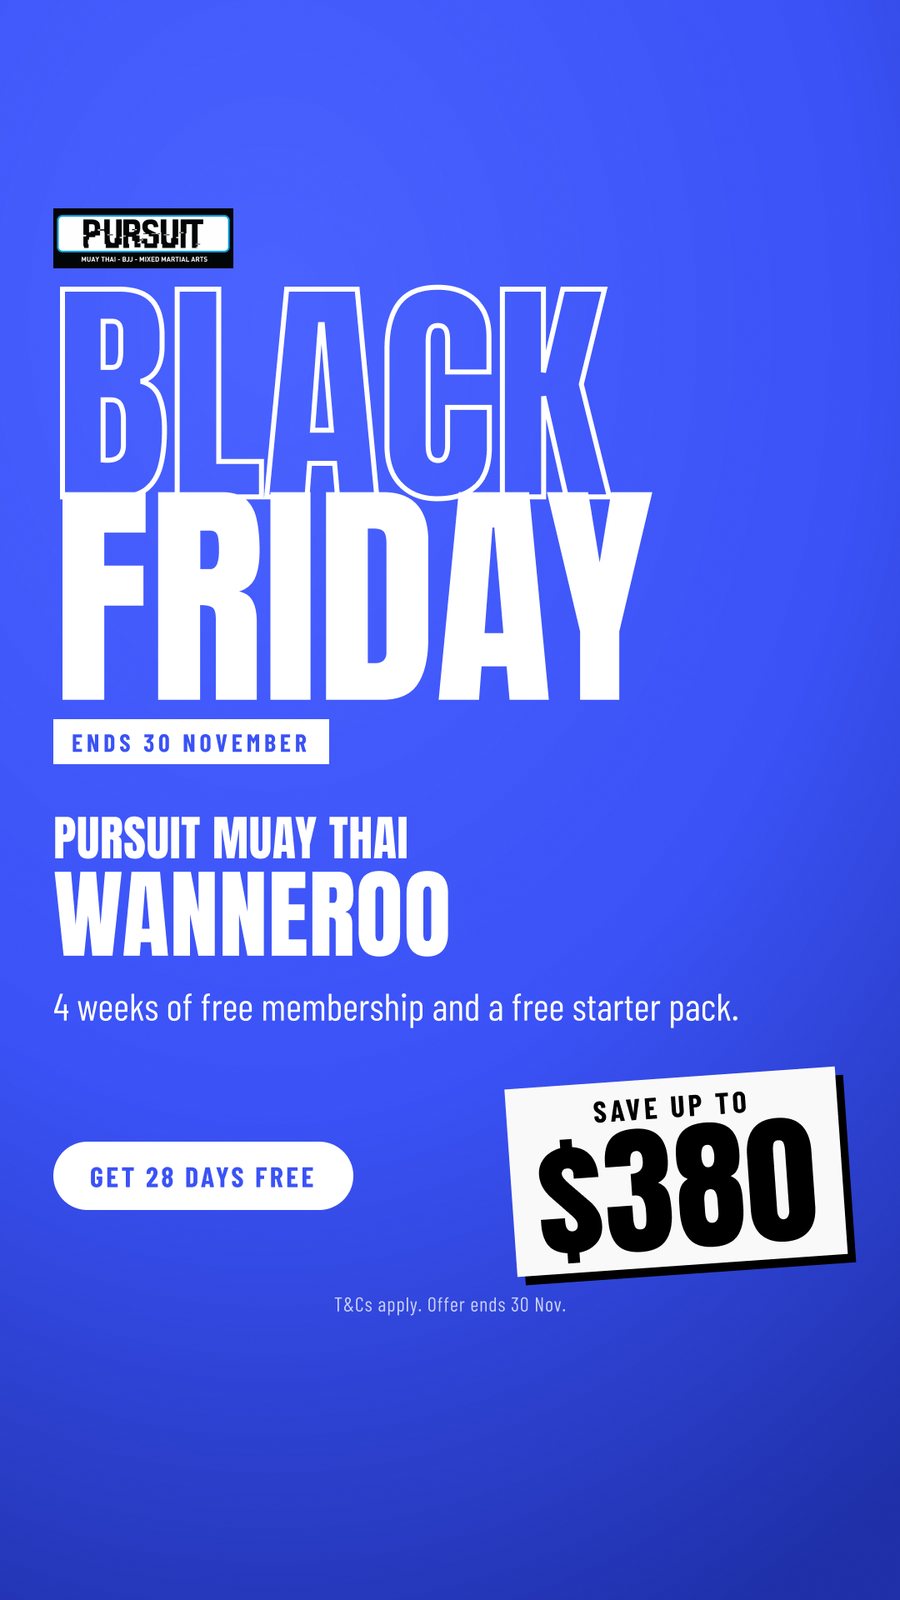 PURSUIT
MUAY THAI - BJJ - MIXED MARTIAL ARTS
BLACK
FRIDAY
ENDS 30 NOVEMBER
PURSUIT MUAY THAI
WANNEROO
4 weeks of free membership and a free starter pack.
SAVE UP TO
$380
GET 28 DAYS FREE
T&Cs apply. Offer ends 30 Nov.